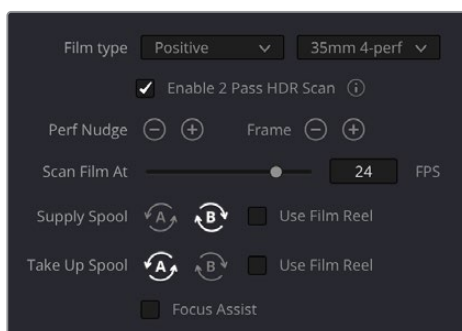 Film type Positive 35mm 4-perf
Enable 2 Pass HDR Scan
Perf Nudge Frame
Scan Film At 24 FPS
Supply Spool A B Use Film Reel
Take Up Spool A B Use Film Reel
Focus Assist